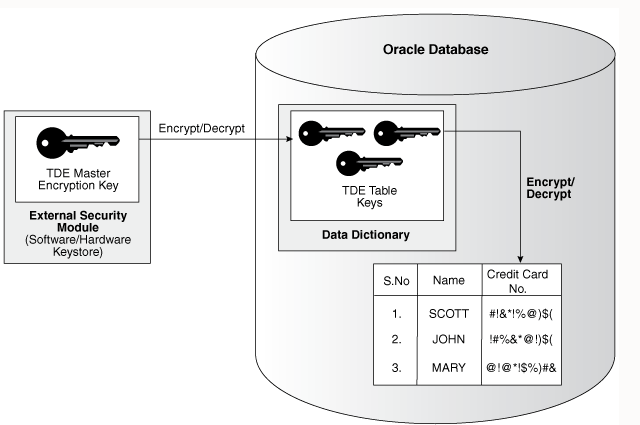 Oracle Database
Encrypt/Decrypt
TDE Master
Encryption Key
External Security
Module
(Software/Hardware
Keystore)
TDE Table
Keys
Data Dictionary
Encrypt/
Decrypt
S.No Name Credit Card No.
1. SCOTT #!&*!%@)$(
2. JOHN !#%&*@!)$(
3. MARY @!@*!$%)#&